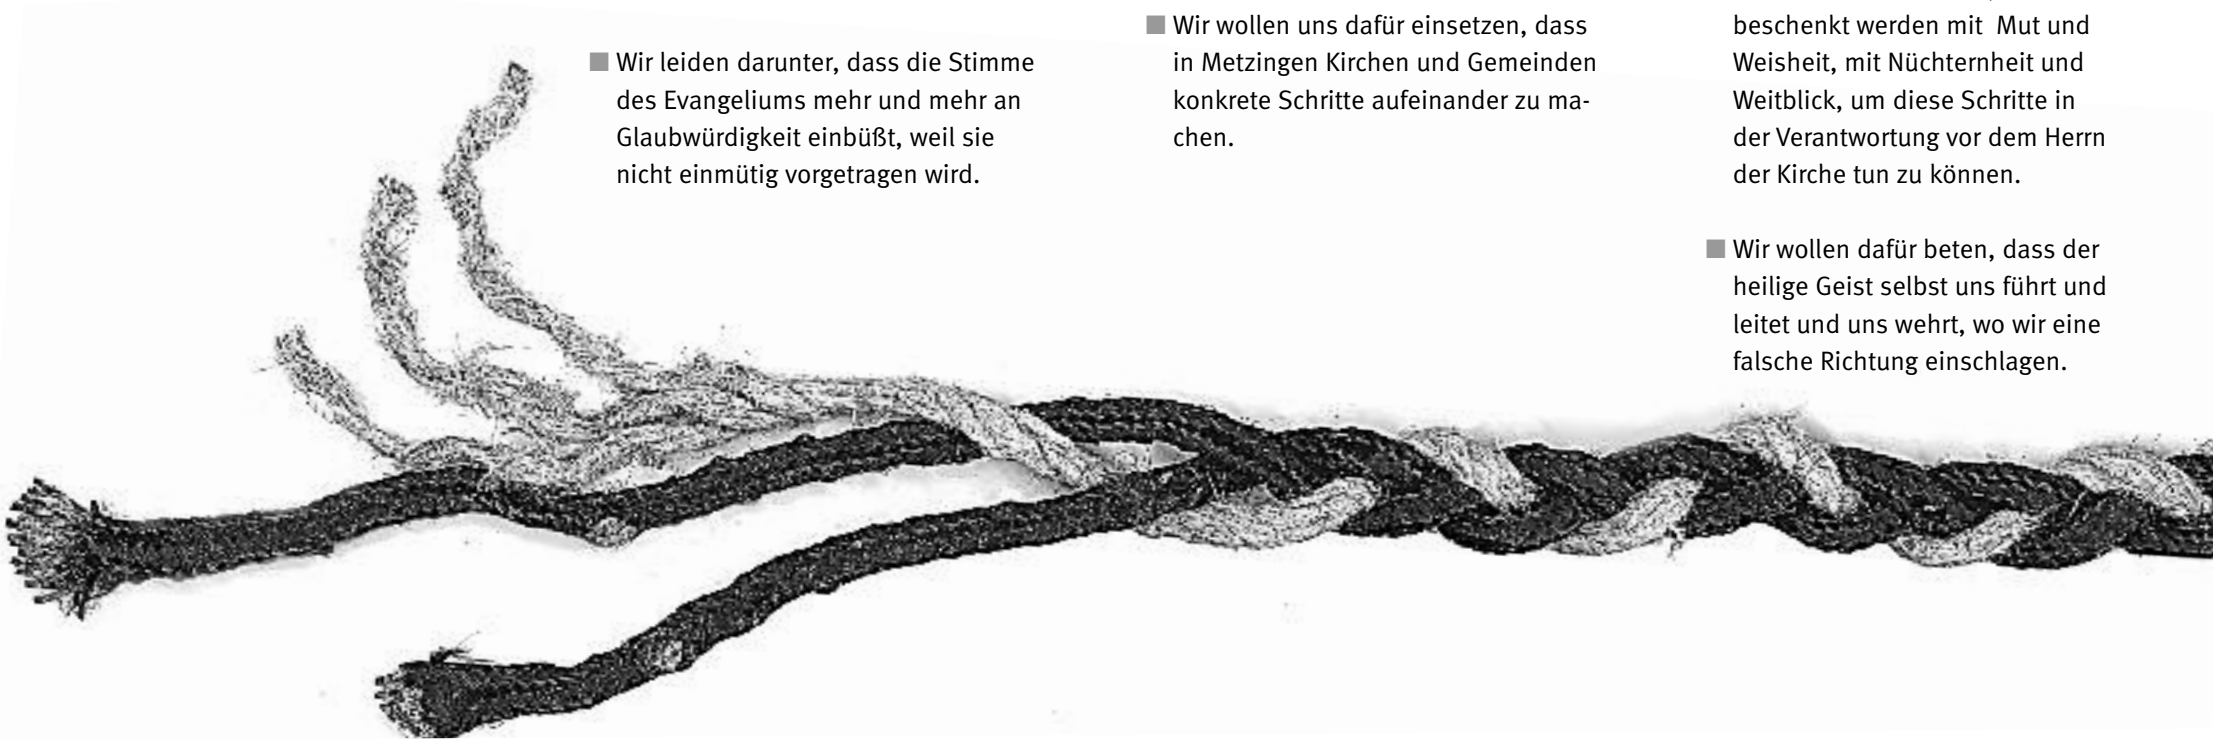 ■ Wir leiden darunter, dass die Stimme
des Evangeliums mehr und mehr an
Glaubwürdigkeit einbüßt, weil sie
nicht einmütig vorgetragen wird.
■ Wir wollen uns dafür einsetzen, dass
in Metzingen Kirchen und Gemeinden
konkrete Schritte aufeinander zu ma-
chen.
beschenkt werden mit Mut und
Weisheit, mit Nüchternheit und
Weitblick, um diese Schritte in
der Verantwortung vor dem Herrn
der Kirche tun zu können.
■ Wir wollen dafür beten, dass der
heilige Geist selbst uns führt und
leitet und uns wehrt, wo wir eine
falsche Richtung einschlagen.